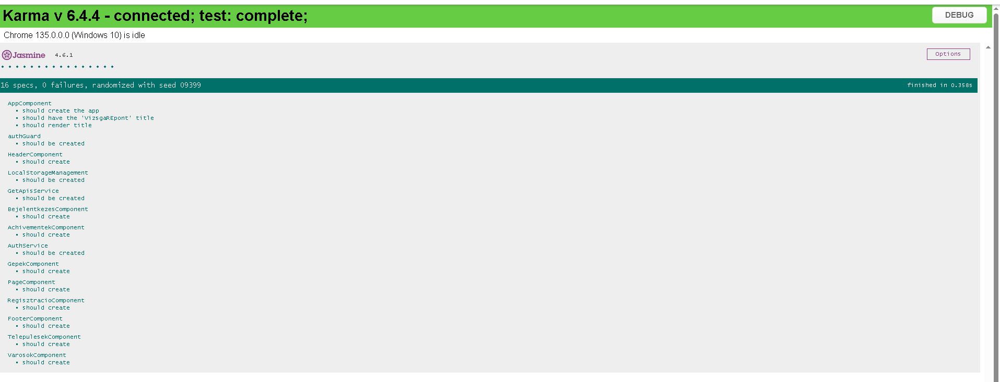 Karma v 6.4.4 - connected; test: complete;
DEBUG
Chrome 135.0.0.0 (Windows 10) is idle
Jasmine 4.6.1
Options
• • • • • • • • • • • • • • • •
16 specs, 0 failures, randomized with seed 09399
finished in 0.358s
AppComponent
• should create the app
• should have the 'VizsgaREpont' title
• should render title
authGuard
• should be created
HeaderComponent
• should create
LocalStorageManagement
• should be created
GetApisService
• should be created
BejelentkezesComponent
• should create
AchivementekComponent
• should create
AuthService
• should be created
GepekComponent
• should create
PageComponent
• should create
RegisztracioComponent
• should create
FooterComponent
• should create
TelepulesekComponent
• should create
VarosokComponent
• should create